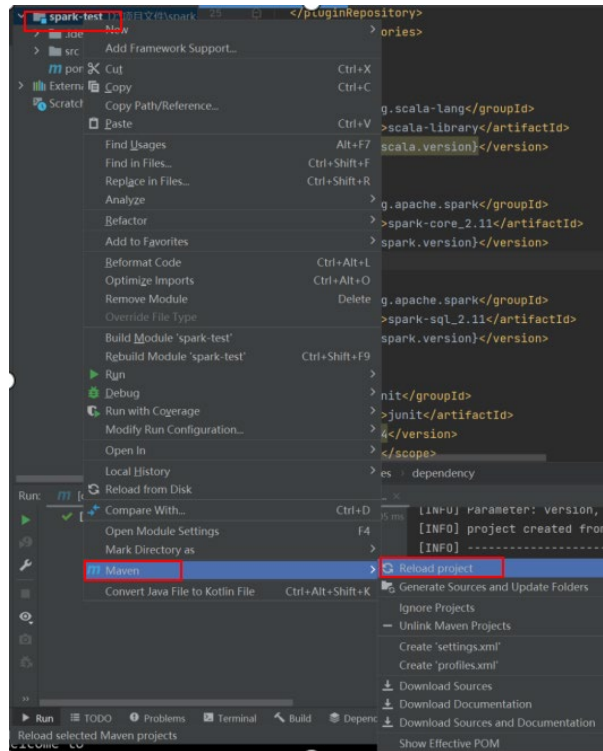 spark-test D:\项目文件\spark 25 </pluginRepository>
New ories>
.ide
Add Framework Support...
src
Cut Ctrl+X
Copy Ctrl+C
Copy Path/Reference... g.scala-lang</groupId>
Paste Ctrl+V >scala-library</artifactId>
Find Usages Alt+F7 scala.version}</version>
Find in Files... Ctrl+Shift+F
Replace in Files... Ctrl+Shift+R
Analyze g.apache.spark</groupId>
Refactor >spark-core_2.11</artifactId>
Add to Favorites spark.version}</version>
Reformat Code Ctrl+Alt+L
Optimize Imports Ctrl+Alt+O
Remove Module Delete g.apache.spark</groupId>
Override File Type >spark-sql_2.11</artifactId>
Build Module 'spark-test' spark.version}</version>
Rebuild Module 'spark-test' Ctrl+Shift+F9
Run
Debug nit</groupId>
Run with Coverage >junit</artifactId>
Modify Run Configuration... 4</version>
Open In </scope>
Local History es dependency
Run: m [o Reload from Disk
Compare With... Ctrl+D ms [INFO] Parameter: version,
Open Module Settings F4 [INFO] project created from
Mark Directory as [INFO] --------------------
Maven Reload project
Convert Java File to Kotlin File Ctrl+Alt+Shift+K Generate Sources and Update Folders
Ignore Projects
Unlink Maven Projects
Create 'settings.xml'
Create 'profiles.xml'
Download Sources
Download Documentation
Run TODO Problems Terminal Build Depend Download Sources and Documentation
Reload selected Maven projects
Show Effective POM